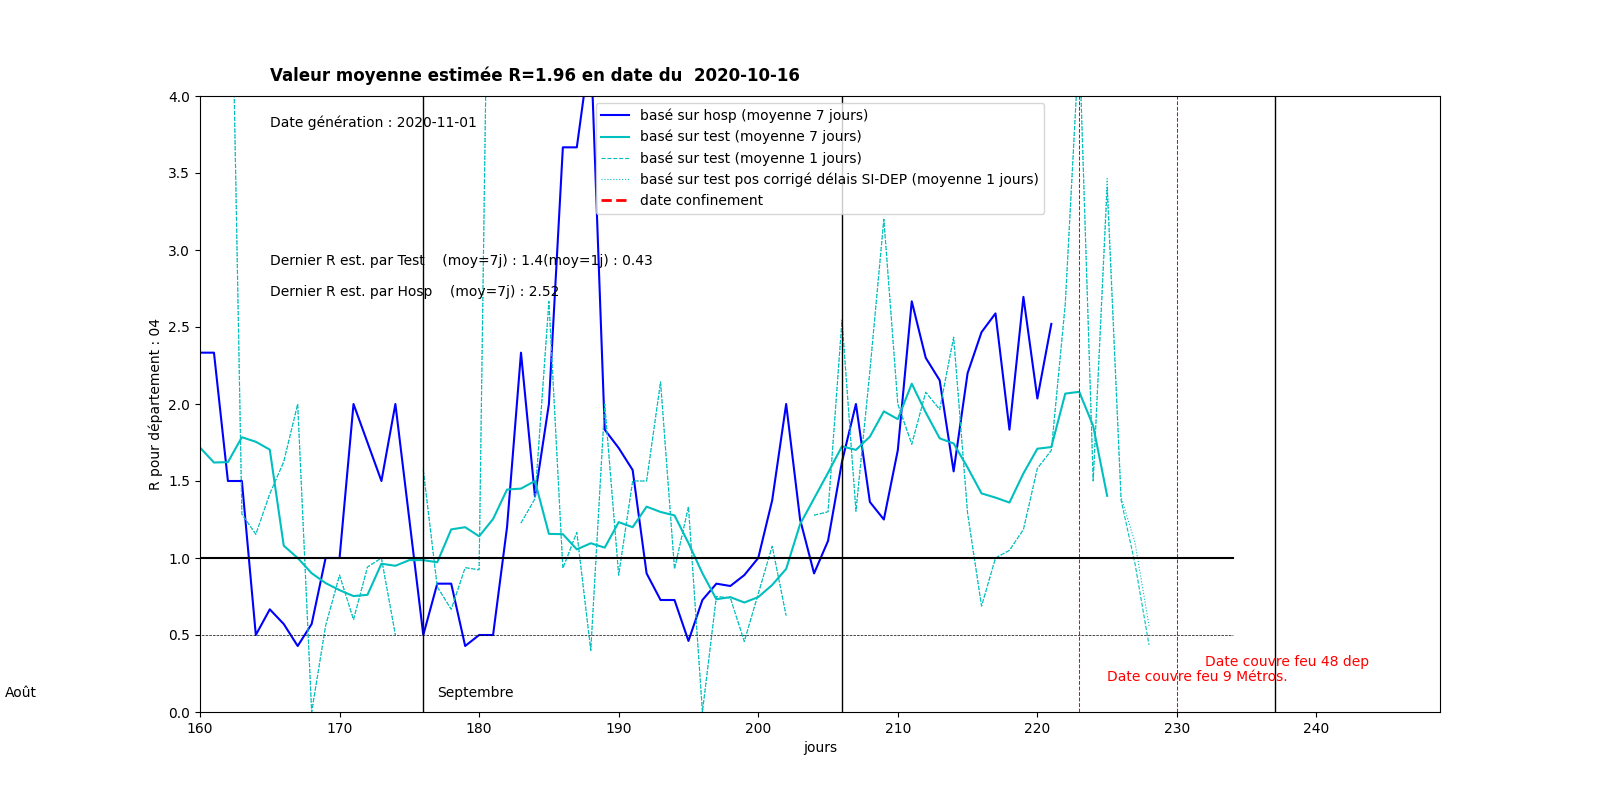 Valeur moyenne estimée R=1.96 en date du  2020-10-16
4.0
3.5
3.0
2.5
2.0
1.5
1.0
0.5
0.0
R pour département : 04
Date génération : 2020-11-01
basé sur hosp (moyenne 7 jours)
basé sur test (moyenne 7 jours)
basé sur test (moyenne 1 jours)
basé sur test pos corrigé délais SI-DEP (moyenne 1 jours)
date confinement
Dernier R est. par Test    (moy=7j) : 1.4(moy=1j) : 0.43
Dernier R est. par Hosp    (moy=7j) : 2.52
Date couvre feu 48 dep
Date couvre feu 9 Métros.
Août
Septembre
160 170 180 190 200 210 220 230 240
jours